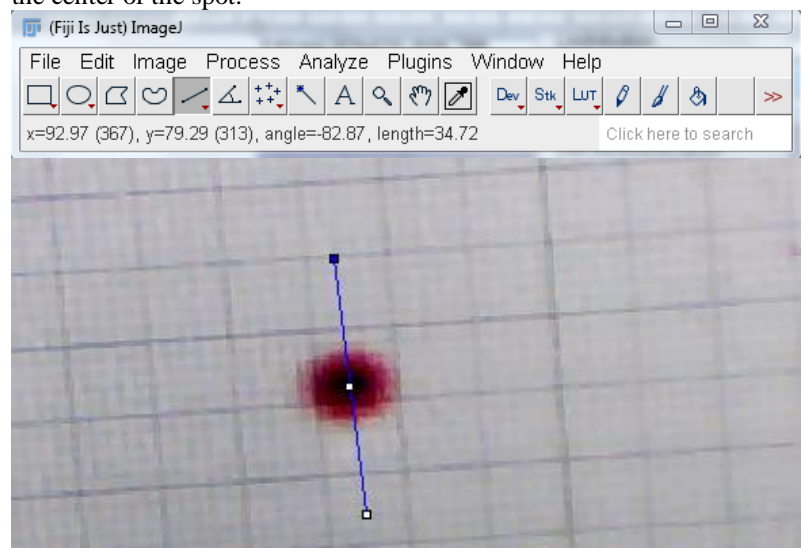 the center of the spot.
(Fiji Is Just) ImageJ
File Edit Image Process Analyze Plugins Window Help
A Dev Stk LUT >>
x=92.97 (367), y=79.29 (313), angle=-82.87, length=34.72 Click here to search